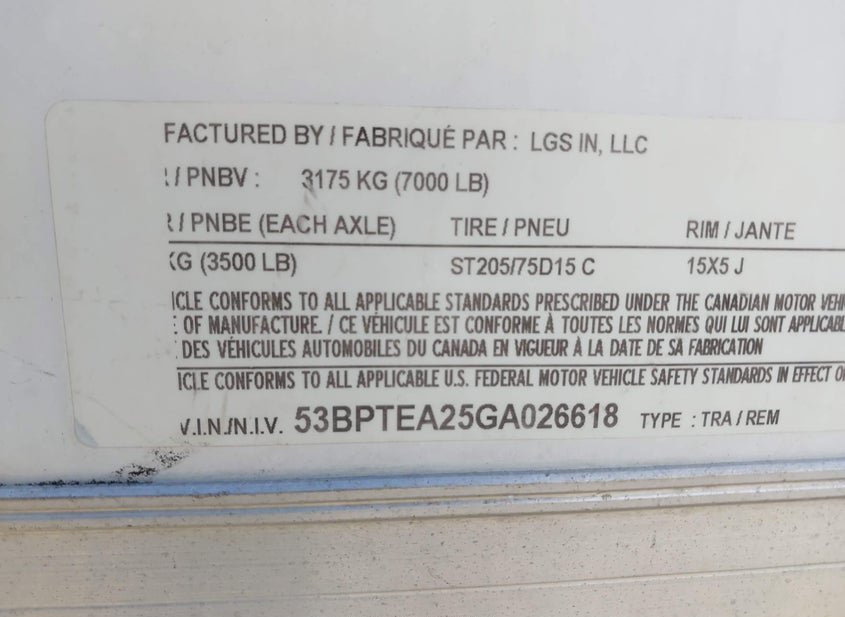 FACTURED BY / FABRIQUÉ PAR : LGS IN, LLC
/ PNBV : 3175 KG (7000 LB)
/ PNBE (EACH AXLE) TIRE / PNEU RIM / JANTE
KG (3500 LB) ST205/75D15 C 15X5 J
ICLE CONFORMS TO ALL APPLICABLE STANDARDS PRESCRIBED UNDER THE CANADIAN MOTOR VEH
OF MANUFACTURE. / CE VÉHICULE EST CONFORME À TOUTES LES NORMES QUI LUI SONT APPLICABL
DES VÉHICULES AUTOMOBILES DU CANADA EN VIGUEUR À LA DATE DE SA FABRICATION
ICLE CONFORMS TO ALL APPLICABLE U.S. FEDERAL MOTOR VEHICLE SAFETY STANDARDS IN EFFECT O
V.I.N./N.I.V. 53BPTEA25GA026618 TYPE : TRA / REM